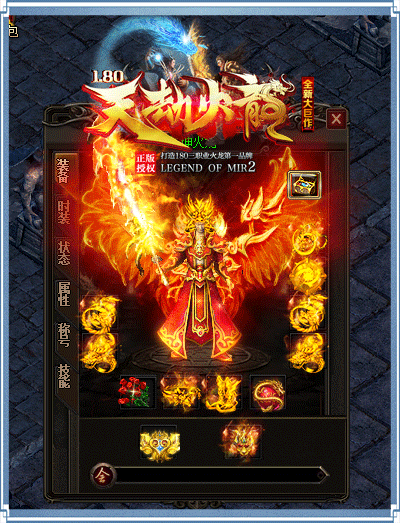 1.80
天劫火龍
全新大巨作
正版
授权
打造180三职业火龙第一品牌
LEGEND OF MIR2
装备
时装
状态
属性
称号
技能